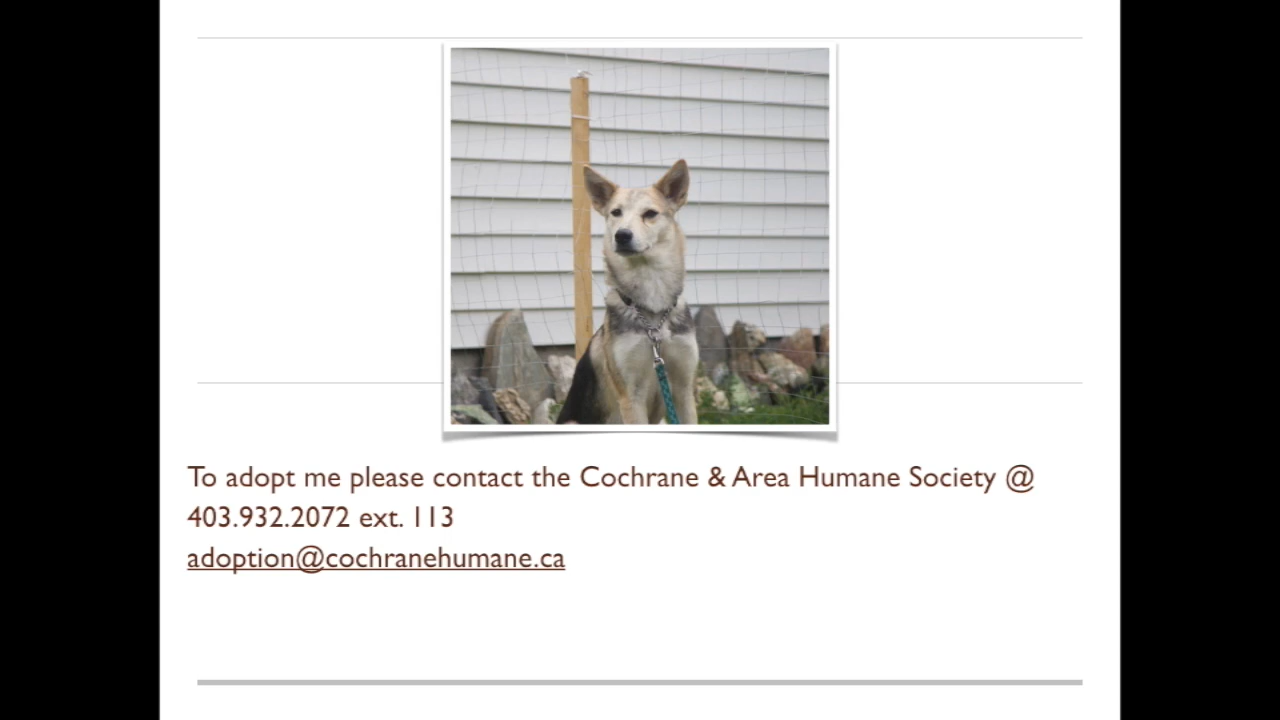 To adopt me please contact the Cochrane & Area Humane Society @
403.932.2072 ext. 113
adoption@cochranehumane.ca